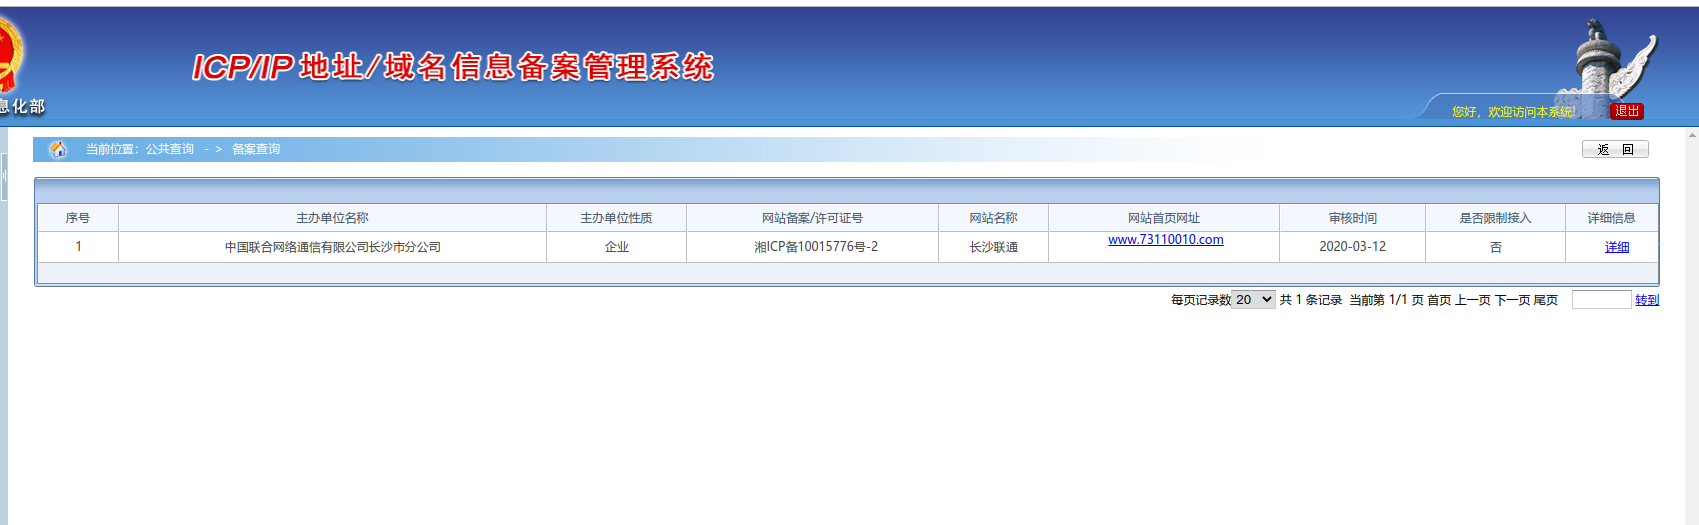 ICP/IP 地址/域名信息备案管理系统
息化部
您好，欢迎访问本系统! 退出
当前位置：公共查询 - > 备案查询
返 回
序号 主办单位名称 主办单位性质 网站备案/许可证号 网站名称 网站首页网址 审核时间 是否限制接入 详细信息
1 中国联合网络通信有限公司长沙市分公司 企业 湘ICP备10015776号-2 长沙联通 www.73110010.com 2020-03-12 否 详细
每页记录数 20 共 1 条记录 当前第 1/1 页 首页 上一页 下一页 尾页 转到